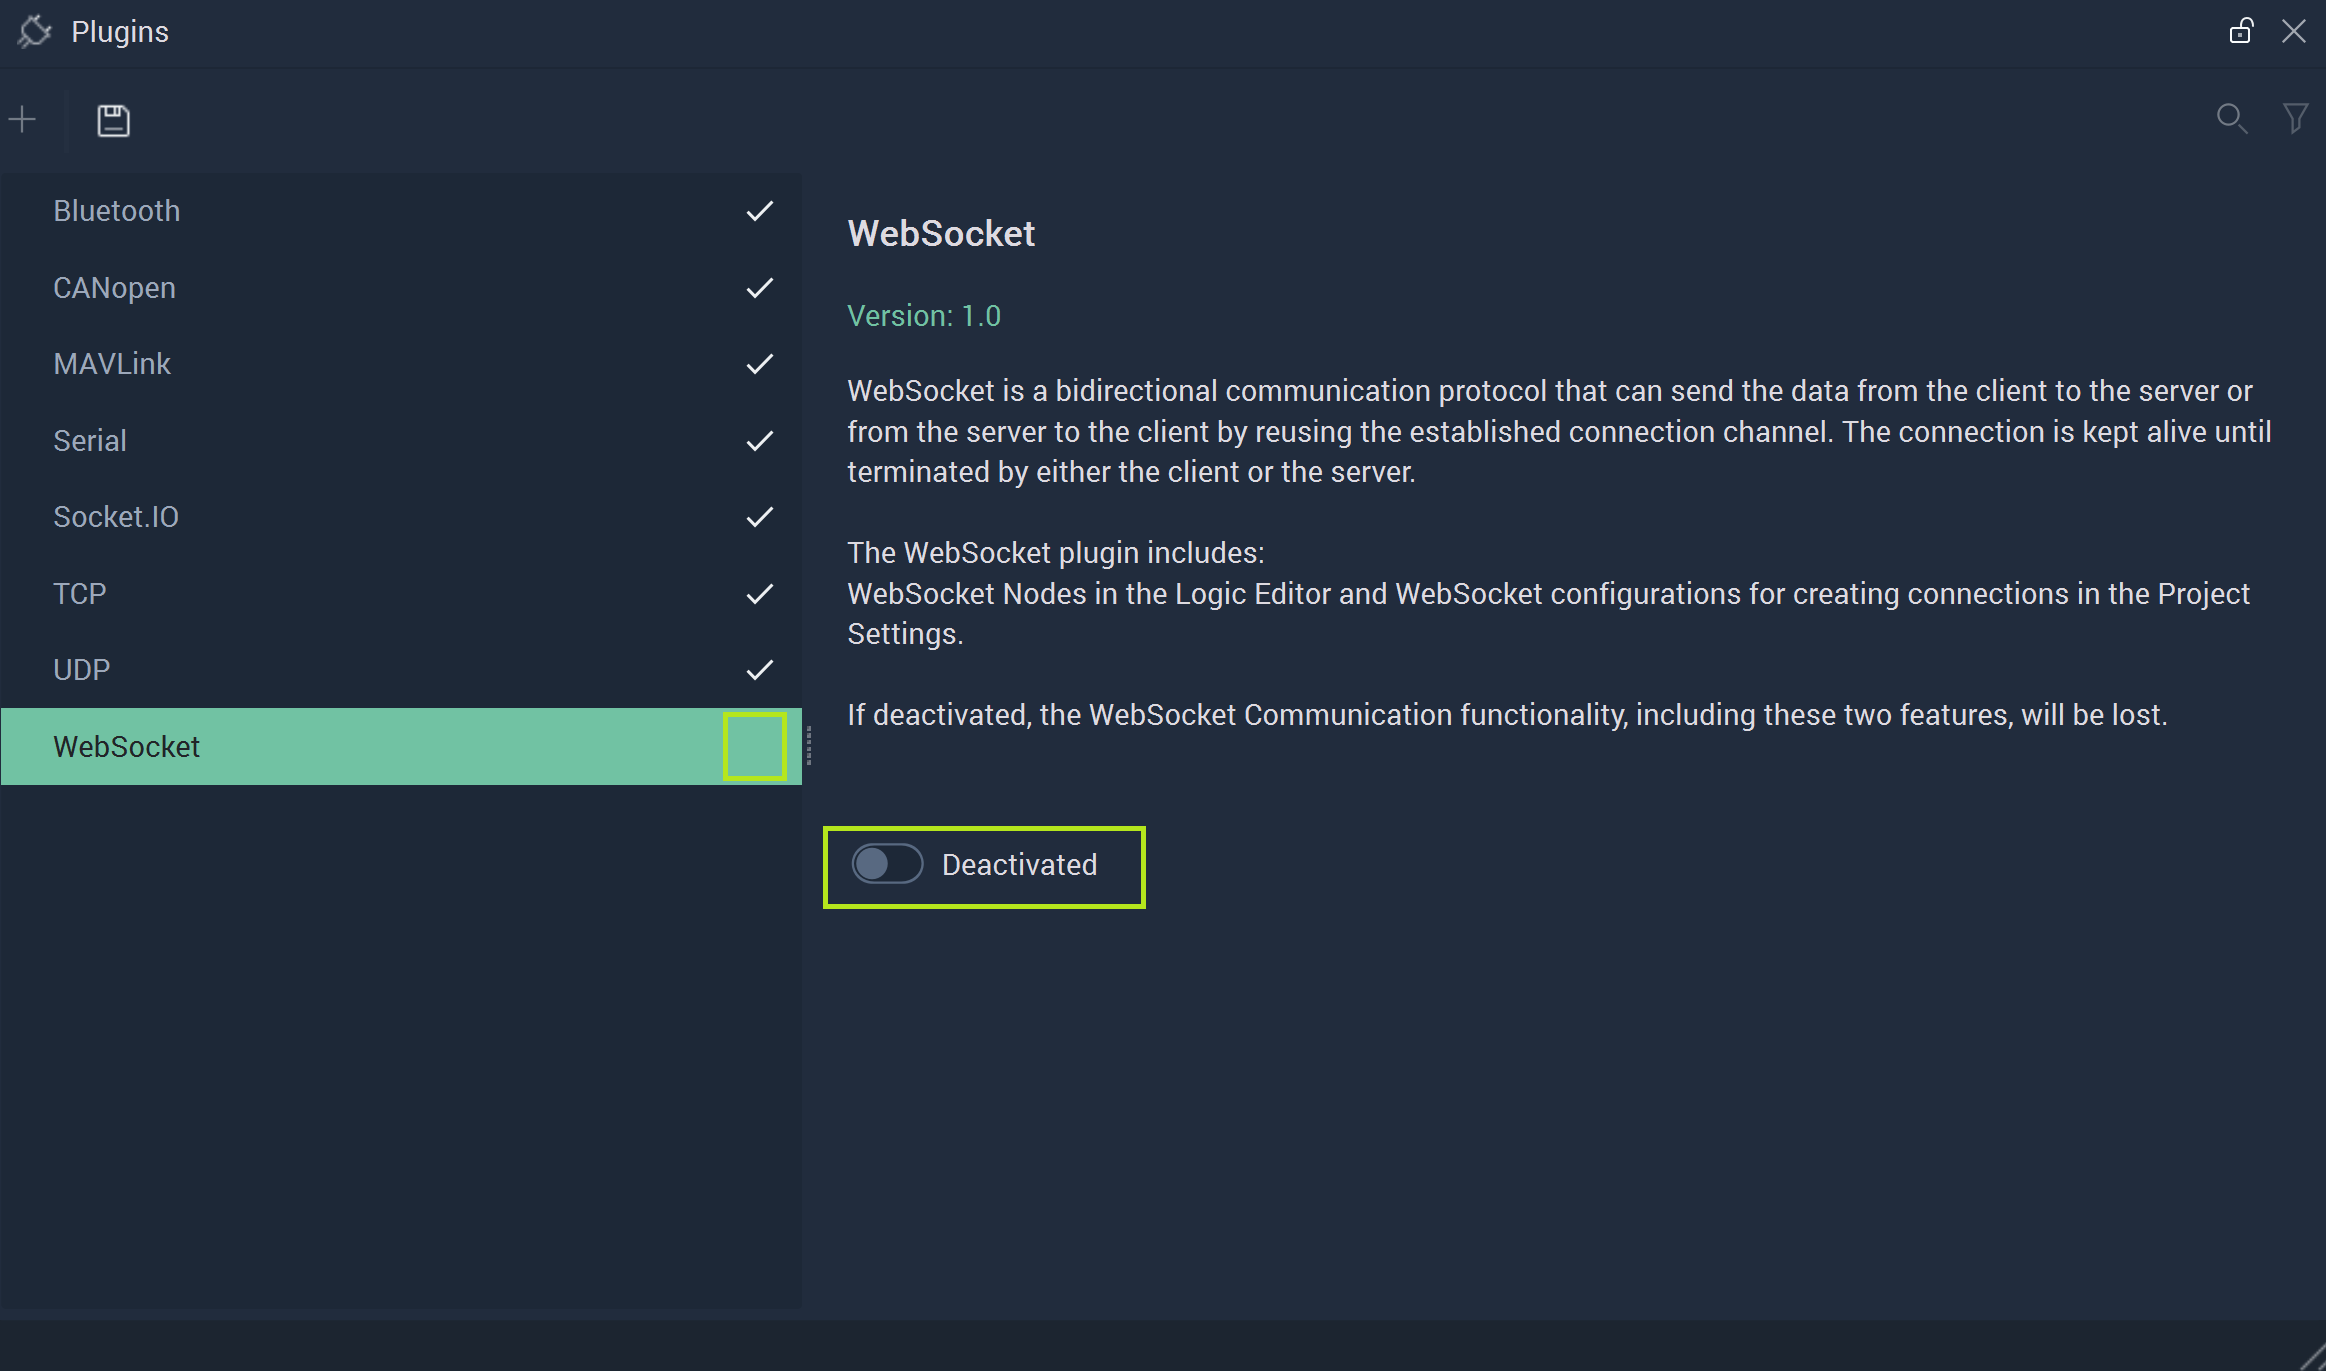 Plugins
Bluetooth
CANopen
MAVLink
Serial
Socket.IO
TCP
UDP
WebSocket
WebSocket
Version: 1.0
WebSocket is a bidirectional communication protocol that can send the data from the client to the server or
from the server to the client by reusing the established connection channel. The connection is kept alive until
terminated by either the client or the server.
The WebSocket plugin includes:
WebSocket Nodes in the Logic Editor and WebSocket configurations for creating connections in the Project
Settings.
If deactivated, the WebSocket Communication functionality, including these two features, will be lost.
Deactivated